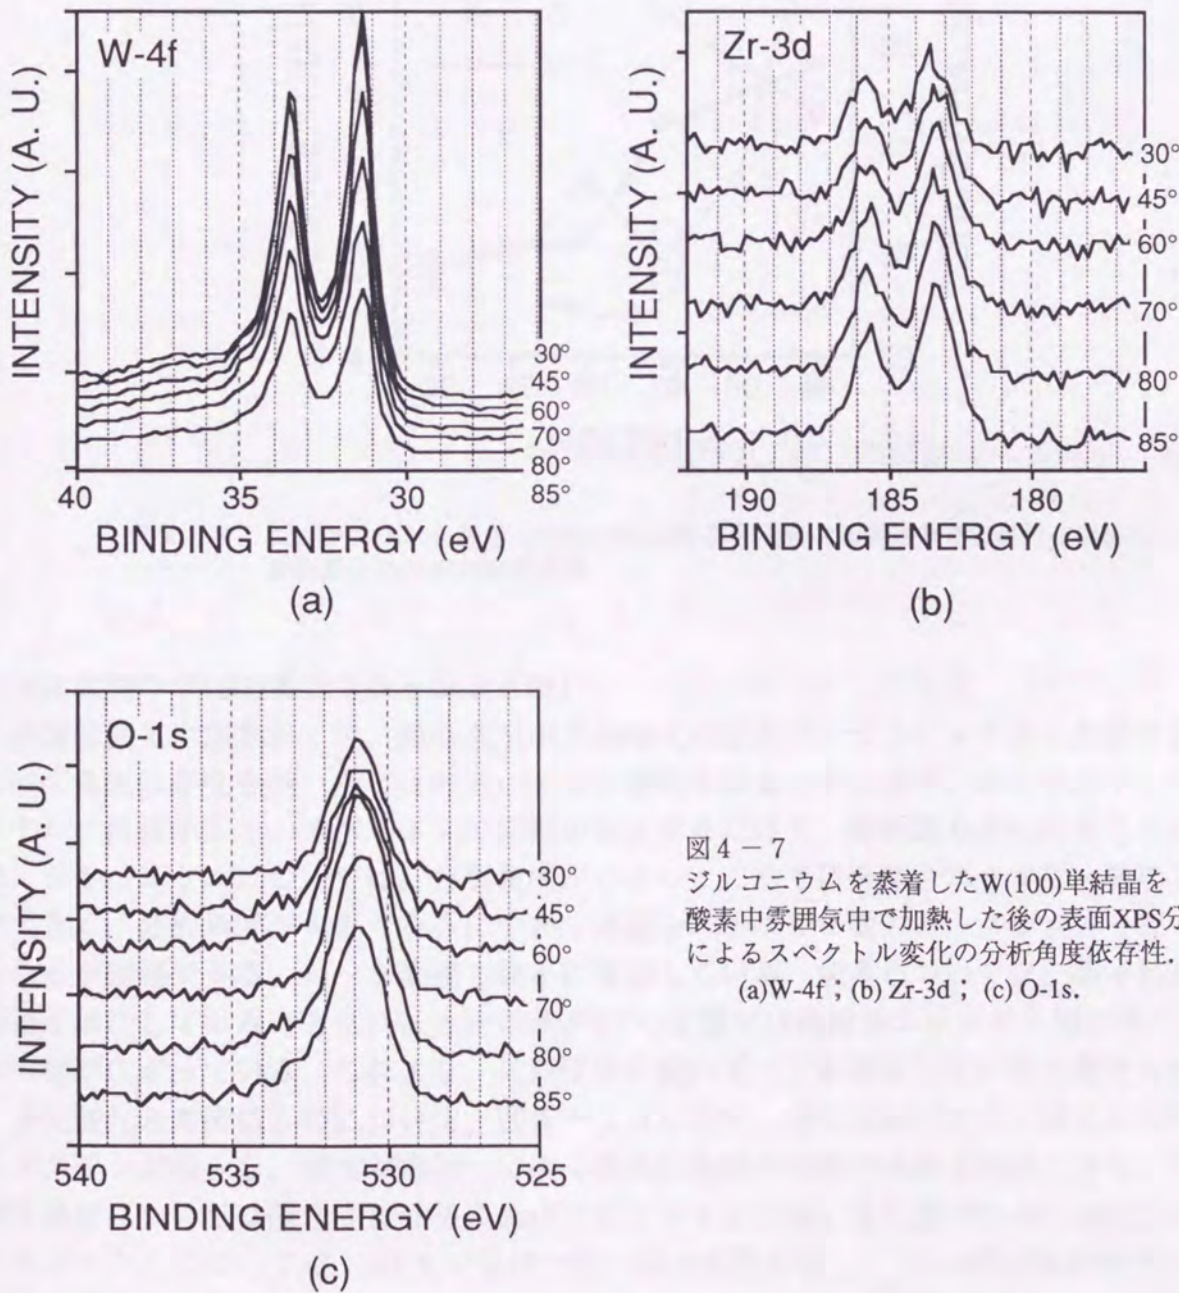 W-4f
INTENSITY (A. U.)
30°
45°
60°
70°
80°
85°
40
35
30
BINDING ENERGY (eV)
(a)
Zr-3d
INTENSITY (A. U.)
30°
45°
60°
70°
80°
85°
190
185
180
BINDING ENERGY (eV)
(b)
O-1s
INTENSITY (A. U.)
30°
45°
60°
70°
80°
85°
540
535
530
525
BINDING ENERGY (eV)
(c)
図4－7
ジルコニウムを蒸着したW(100)単結晶を
酸素中雰囲気中で加熱した後の表面XPS分
によるスペクトル変化の分析角度依存性.
(a)W-4f ; (b) Zr-3d ; (c) O-1s.